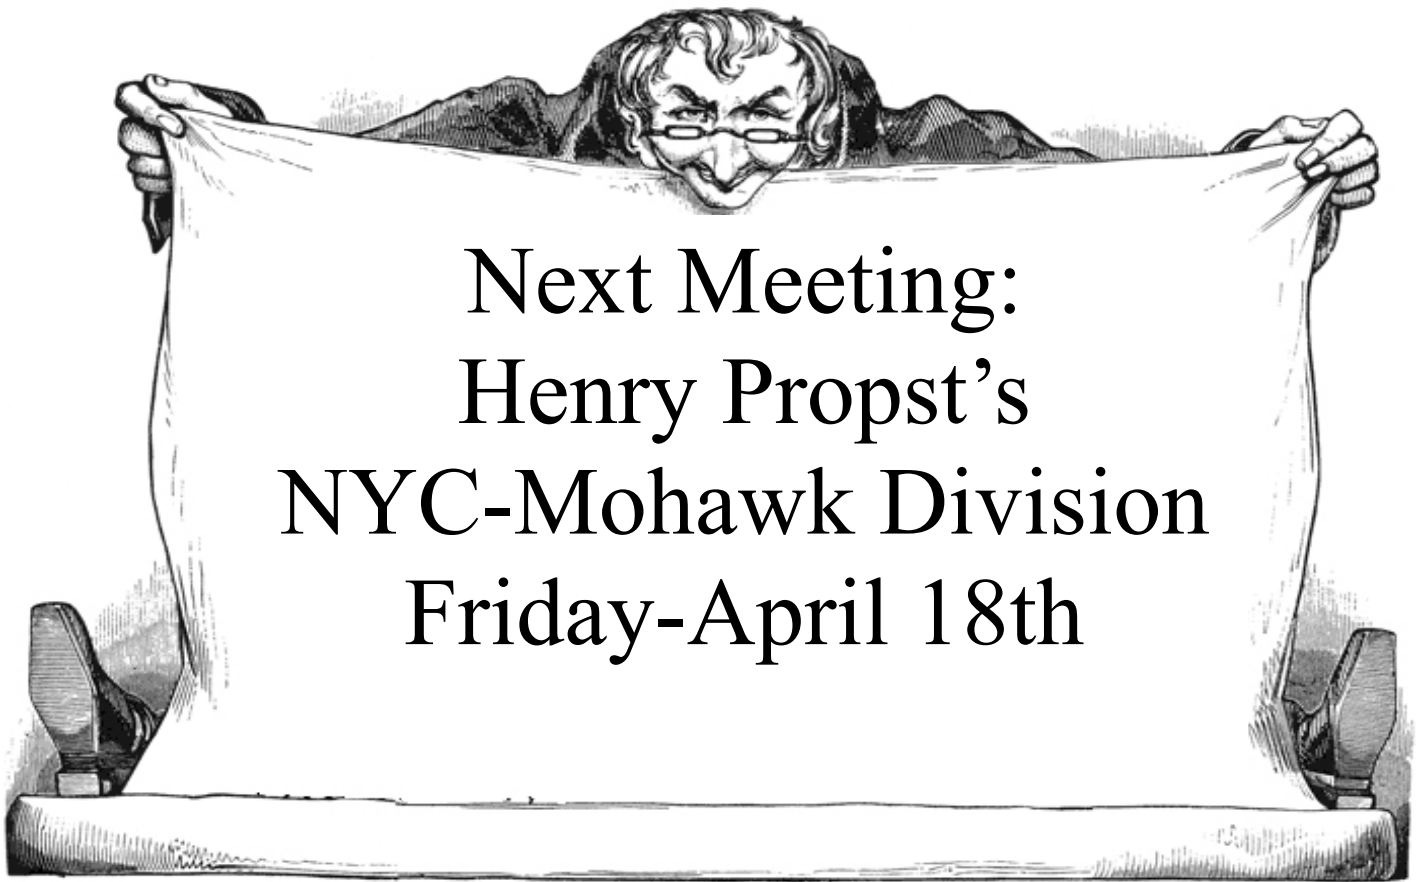 Next Meeting:
Henry Propst’s
NYC-Mohawk Division
Friday-April 18th